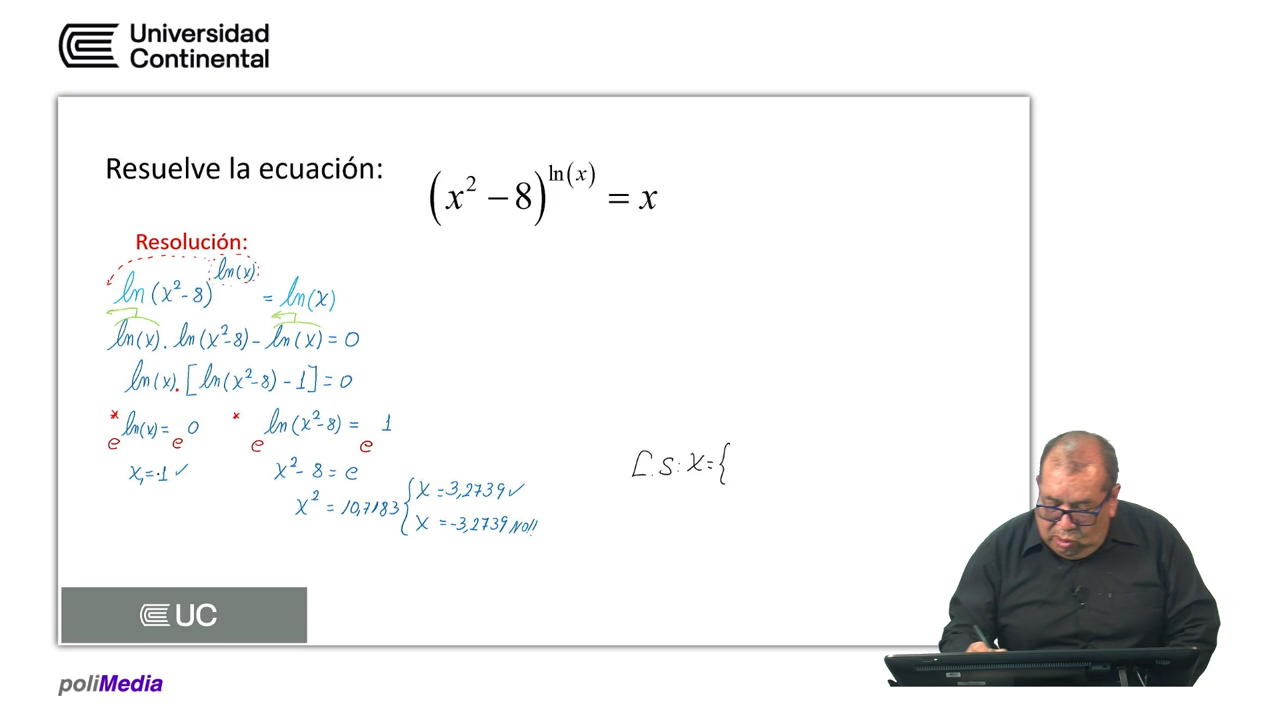 Universidad
Continental
Resuelve la ecuación: (x² − 8)^ln(x) = x
Resolución:
ln(x²-8)^ln(x) = ln(x)
ln(x). ln(x²-8) - ln(x) = 0
ln(x). [ln(x²-8) - 1] = 0
* ln(x) = 0 * ln(x²-8) = 1
e e e e
x₁ = 1 ✓ x² - 8 = e
x² = 10,7183 { x = 3,2739 ✓
x = -3,2739 No!!
C.S: X = {
UC
poliMedia